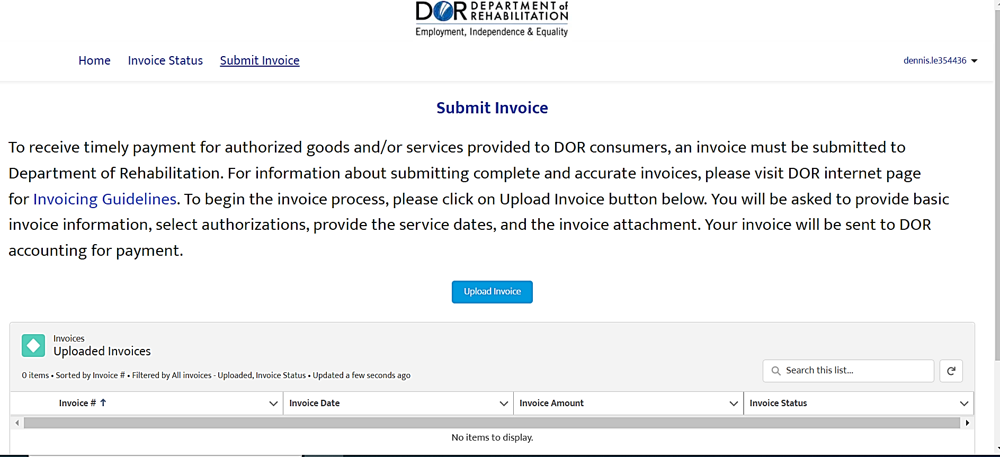 DOR DEPARTMENT of
REHABILITATION
Employment, Independence & Equality
Home Invoice Status Submit Invoice dennis.le354436
Submit Invoice
To receive timely payment for authorized goods and/or services provided to DOR consumers, an invoice must be submitted to
Department of Rehabilitation. For information about submitting complete and accurate invoices, please visit DOR internet page
for Invoicing Guidelines. To begin the invoice process, please click on Upload Invoice button below. You will be asked to provide basic
invoice information, select authorizations, provide the service dates, and the invoice attachment. Your invoice will be sent to DOR
accounting for payment.
Upload Invoice
Invoices
Uploaded Invoices
0 items • Sorted by Invoice # • Filtered by All invoices - Uploaded, Invoice Status • Updated a few seconds ago
Search this list...
Invoice # ↑ Invoice Date Invoice Amount Invoice Status
No items to display.